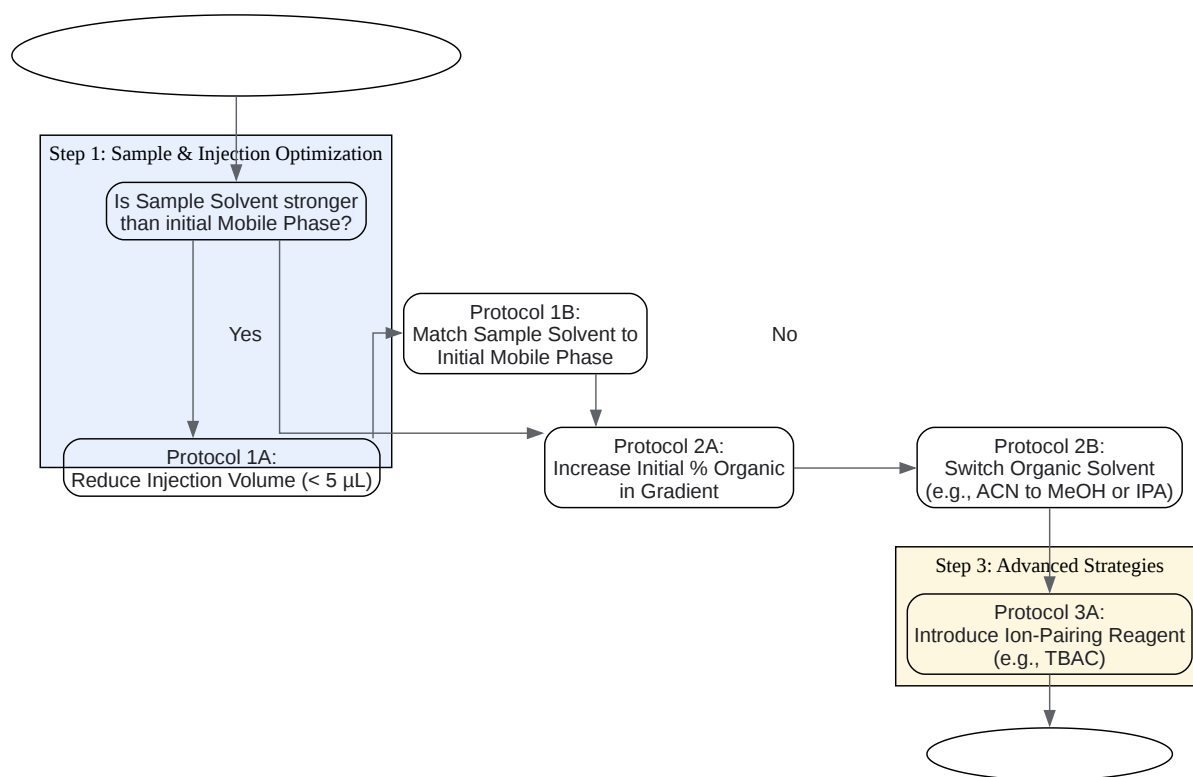 Step 1: Sample & Injection Optimization
Is Sample Solvent stronger
than initial Mobile Phase?
Yes
Protocol 1B:
Match Sample Solvent to
Initial Mobile Phase
No
Protocol 1A:
Reduce Injection Volume (< 5 µL)
Protocol 2A:
Increase Initial % Organic
in Gradient
Protocol 2B:
Switch Organic Solvent
(e.g., ACN to MeOH or IPA)
Step 3: Advanced Strategies
Protocol 3A:
Introduce Ion-Pairing Reagent
(e.g., TBAC)